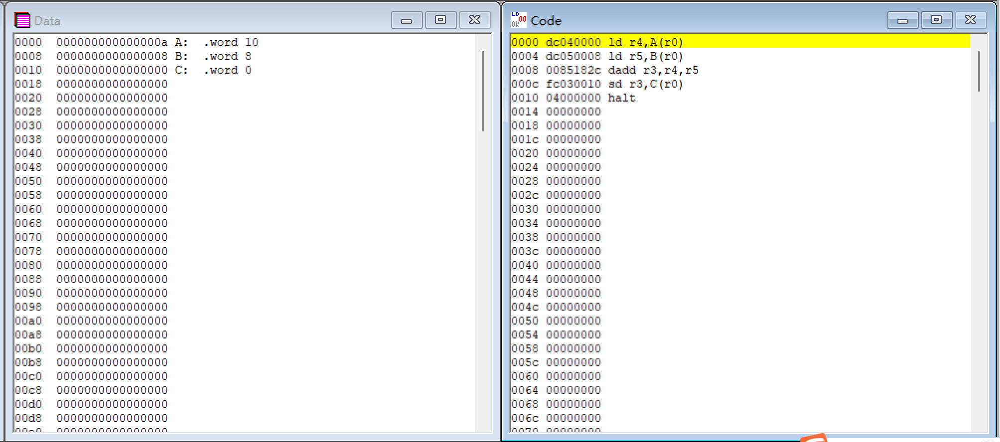 Data
0000  000000000000000a A:  .word 10
0008  0000000000000008 B:  .word 8
0010  0000000000000000 C:  .word 0
0018  0000000000000000
0020  0000000000000000
0028  0000000000000000
0030  0000000000000000
0038  0000000000000000
0040  0000000000000000
0048  0000000000000000
0050  0000000000000000
0058  0000000000000000
0060  0000000000000000
0068  0000000000000000
0070  0000000000000000
0078  0000000000000000
0080  0000000000000000
0088  0000000000000000
0090  0000000000000000
0098  0000000000000000
00a0  0000000000000000
00a8  0000000000000000
00b0  0000000000000000
00b8  0000000000000000
00c0  0000000000000000
00c8  0000000000000000
00d0  0000000000000000
00d8  0000000000000000
00e0  0000000000000000
Code
0000 dc040000 ld r4,A(r0)
0004 dc050008 ld r5,B(r0)
0008 0085182c dadd r3,r4,r5
000c fc030010 sd r3,C(r0)
0010 04000000 halt
0014 00000000
0018 00000000
001c 00000000
0020 00000000
0024 00000000
0028 00000000
002c 00000000
0030 00000000
0034 00000000
0038 00000000
003c 00000000
0040 00000000
0044 00000000
0048 00000000
004c 00000000
0050 00000000
0054 00000000
0058 00000000
005c 00000000
0060 00000000
0064 00000000
0068 00000000
006c 00000000
0070 00000000